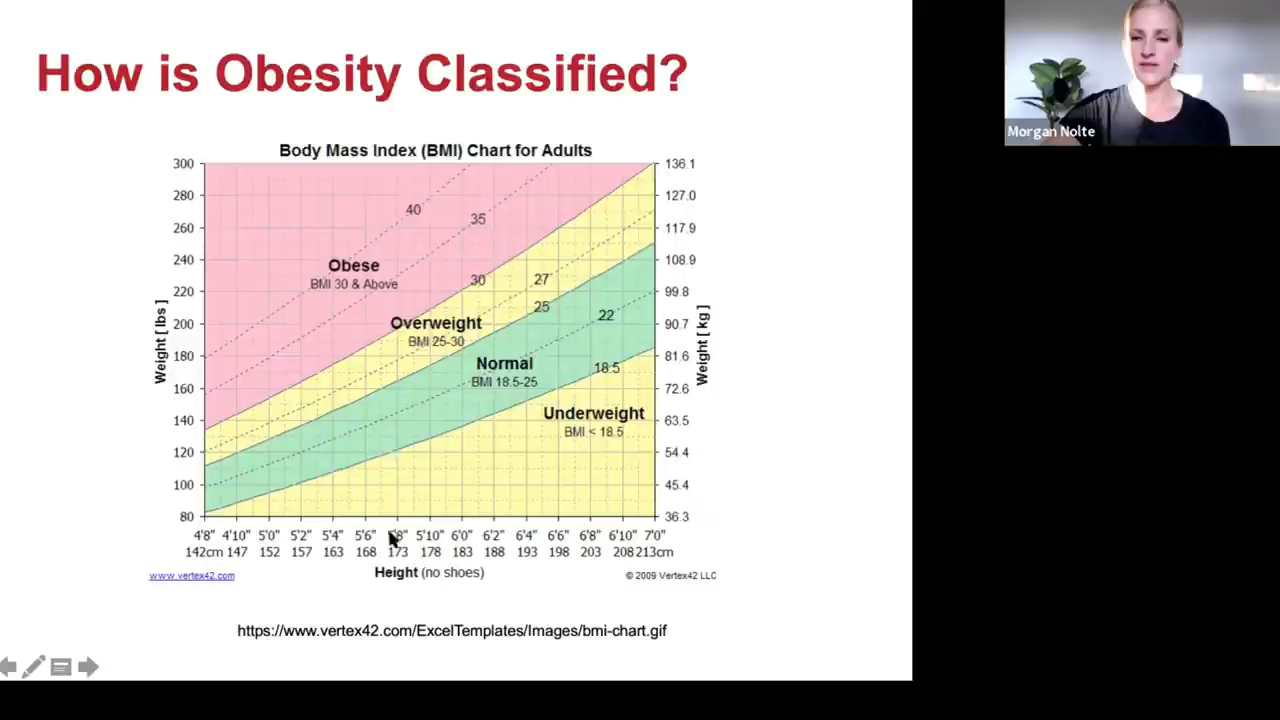 How is Obesity Classified?
Morgan Nolte
Body Mass Index (BMI) Chart for Adults
300
280
260
240
220
200
180
160
140
120
100
80
Weight [ lbs ]
136.1
127.0
117.9
108.9
99.8
90.7
81.6
72.6
63.5
54.4
45.4
36.3
Weight [ kg ]
40
35
Obese
BMI 30 & Above
30
27
25
Overweight
BMI 25-30
22
Normal
BMI 18.5-25
18.5
Underweight
BMI < 18.5
4'8" 4'10" 5'0" 5'2" 5'4" 5'6" 5'10" 6'0" 6'2" 6'4" 6'6" 6'8" 6'10" 7'0"
142cm 147 152 157 163 168 173 178 183 188 193 198 203 208 213cm
Height (no shoes)
www.vertex42.com
© 2009 Vertex42 LLC
https://www.vertex42.com/ExcelTemplates/Images/bmi-chart.gif